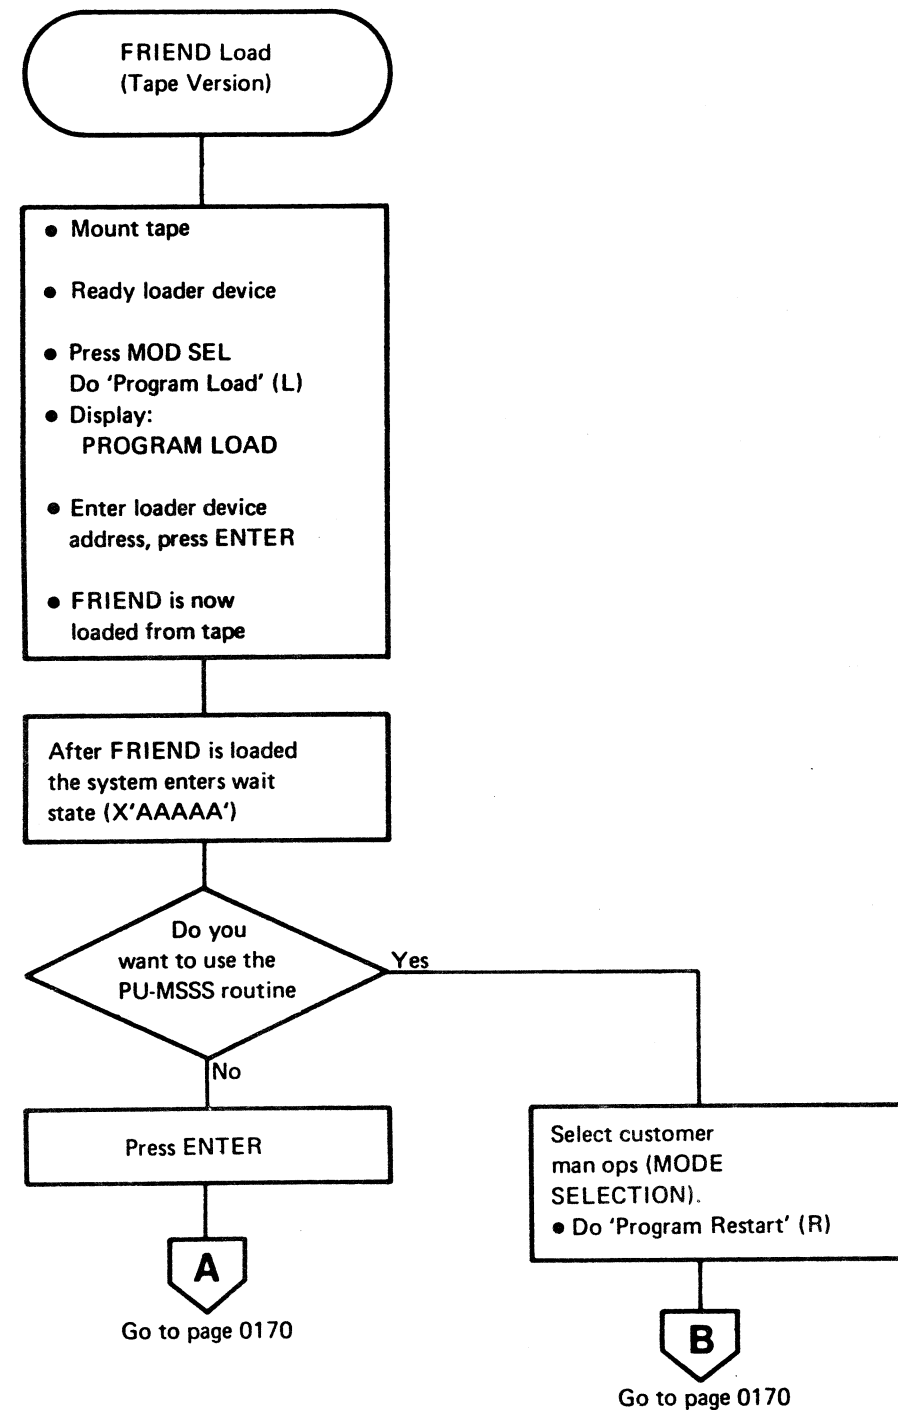 FRIEND Load
(Tape Version)
● Mount tape
● Ready loader device
● Press MOD SEL
Do 'Program Load' (L)
● Display:
PROGRAM LOAD
● Enter loader device
address, press ENTER
● FRIEND is now
loaded from tape
After FRIEND is loaded
the system enters wait
state (X'AAAAA')
Do you
want to use the
PU-MSSS routine
Yes
No
Press ENTER
A
Go to page 0170
Select customer
man ops (MODE
SELECTION).
● Do 'Program Restart' (R)
B
Go to page 0170